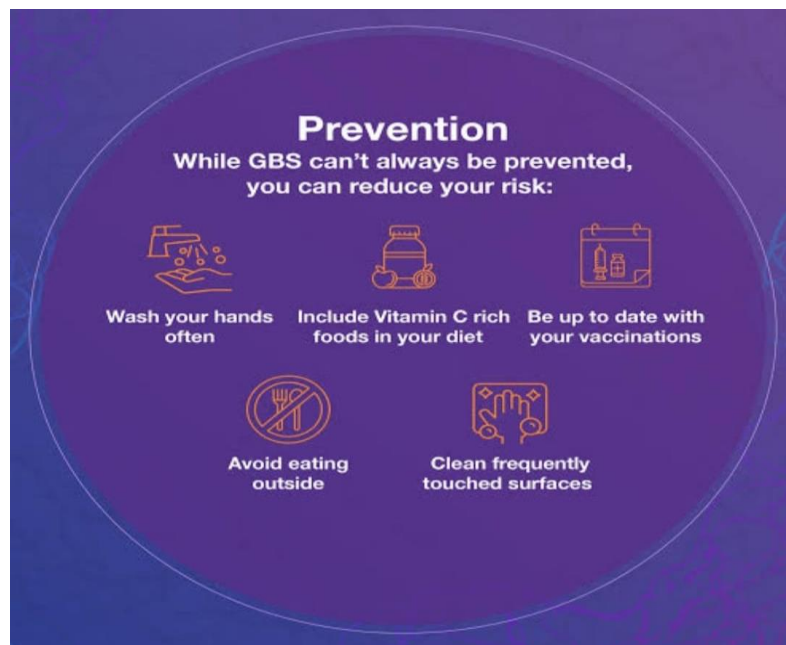 Prevention
While GBS can't always be prevented,
you can reduce your risk:
Wash your hands
often
Include Vitamin C rich
foods in your diet
Be up to date with
your vaccinations
Avoid eating
outside
Clean frequently
touched surfaces